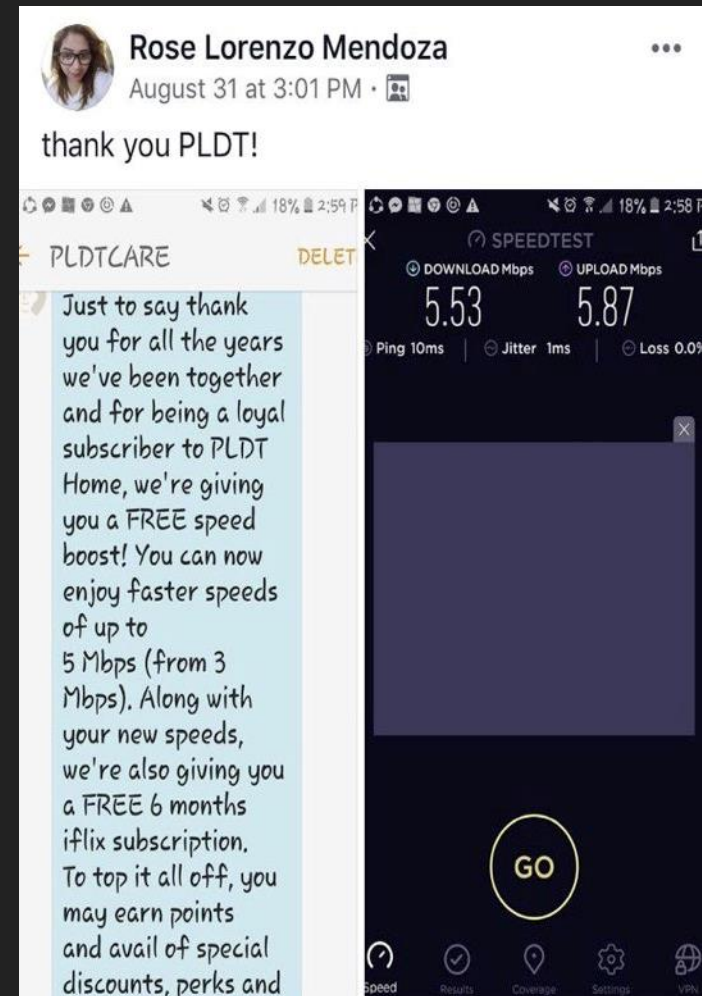 Rose Lorenzo Mendoza
August 31 at 3:01 PM ·
thank you PLDT!
18% 2:59 P
PLDTCARE
DELET
Just to say thank
you for all the years
we've been together
and for being a loyal
subscriber to PLDT
Home, we're giving
you a FREE speed
boost! You can now
enjoy faster speeds
of up to
5 Mbps (from 3
Mbps). Along with
your new speeds,
we're also giving you
a FREE 6 months
iflix subscription.
To top it all off, you
may earn points
and avail of special
discounts, perks and
18% 2:58 P
SPEEDTEST
DOWNLOAD Mbps UPLOAD Mbps
5.53 5.87
Ping 10ms Jitter 1ms Loss 0.0%
GO
Speed Results Coverage Settings VPN